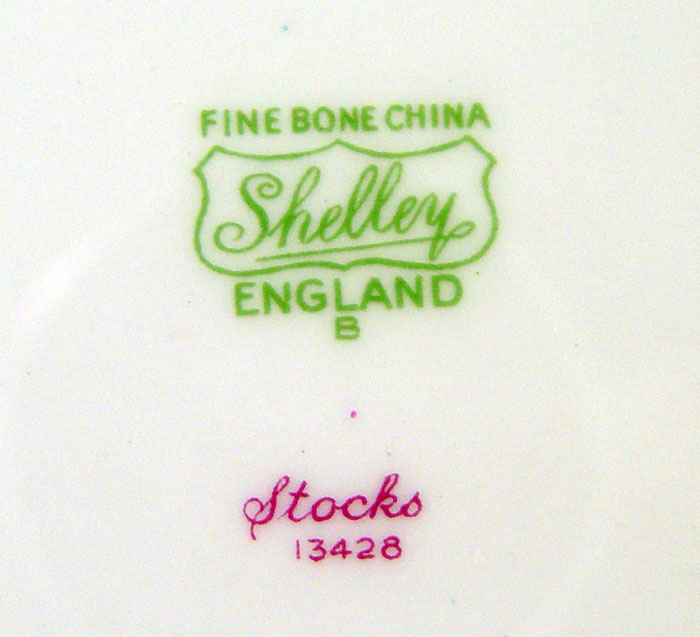 FINE BONE CHINA
Shelley
ENGLAND
B
Stocks
13428